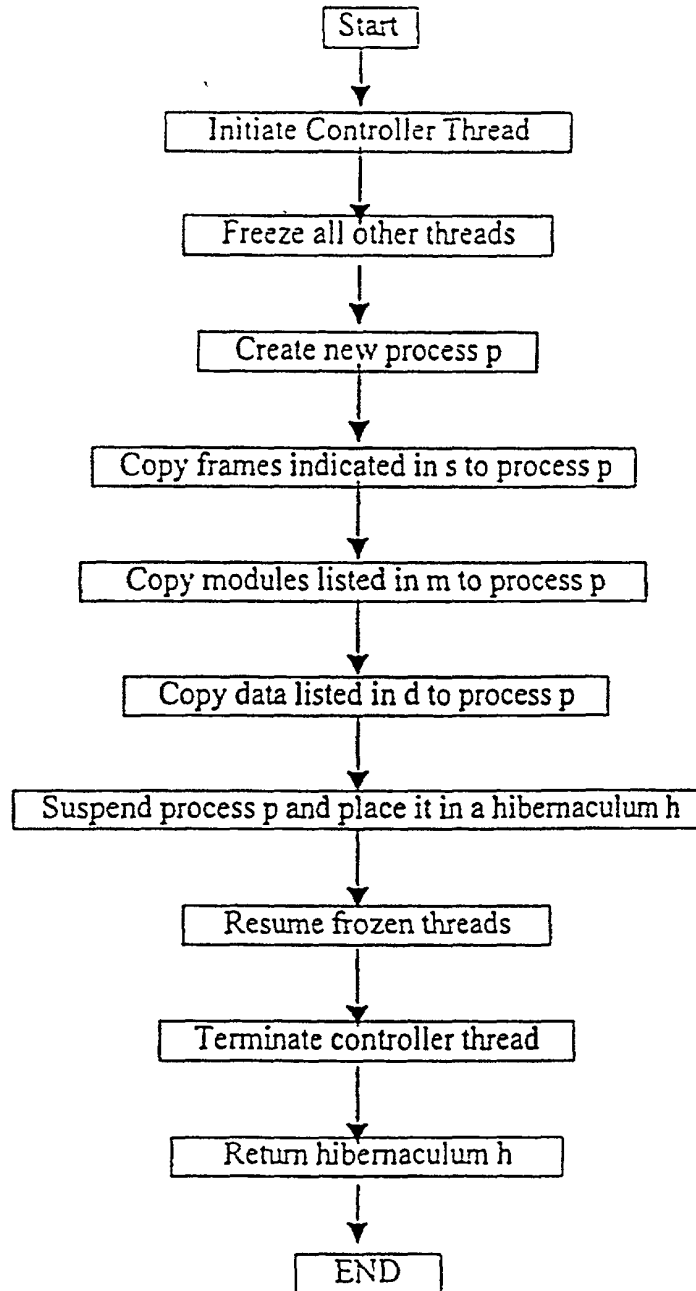 Start
Initiate Controller Thread
Freeze all other threads
Create new process p
Copy frames indicated in s to process p
Copy modules listed in m to process p
Copy data listed in d to process p
Suspend process p and place it in a hibernaculum h
Resume frozen threads
Terminate controller thread
Return hibernaculum h
END